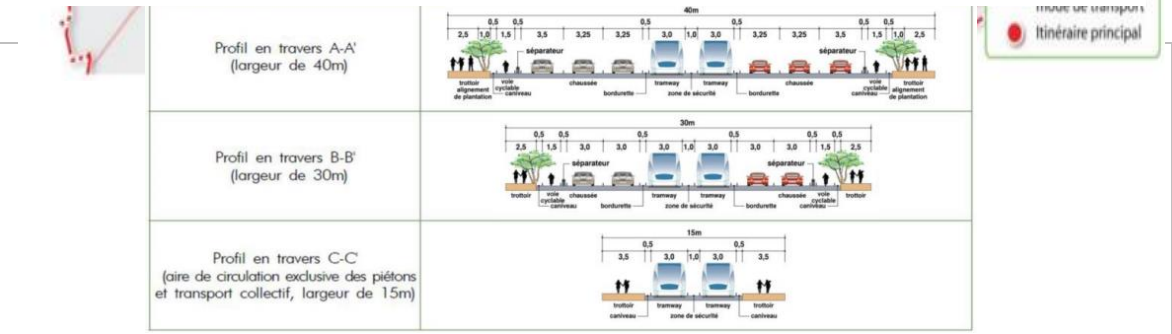 mode de transport
Itinéraire principal
Profil en travers A-A'
(largeur de 40m)
40m
0,5 0,5 0,5 0,5 0,5 0,5
2,5 1,0 1,5 3,5 3,25 3,25 3,0 1,0 3,0 3,25 3,25 3,5 1,5 1,0 2,5
séparateur séparateur
trottoir alignement de plantation
voie cyclable
caniveau
chaussée
bordurette
tramway
zone de sécurité
tramway
bordurette
chaussée
voie cyclable
caniveau
trottoir alignement de plantation
Profil en travers B-B'
(largeur de 30m)
30m
0,5 0,5 0,5 0,5 0,5 0,5
2,5 1,5 3,0 3,0 3,0 1,0 3,0 3,0 3,0 1,5 2,5
séparateur séparateur
trottoir
voie cyclable
caniveau
chaussée
bordurette
tramway
zone de sécurité
tramway
bordurette
chaussée
voie cyclable
caniveau
trottoir
Profil en travers C-C'
(aire de circulation exclusive des piétons
et transport collectif, largeur de 15m)
15m
0,5 0,5
3,5 3,0 1,0 3,0 3,5
trottoir tramway tramway trottoir
caniveau zone de sécurité caniveau